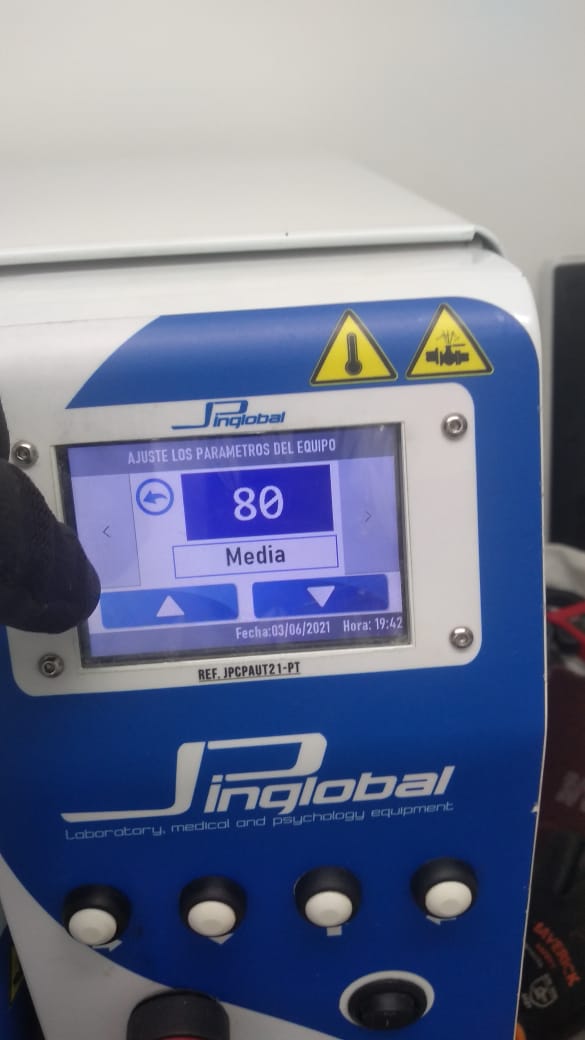 JPinglobal
AJUSTE LOS PARAMETROS DEL EQUIPO
80
Media
Fecha:03/06/2021 Hora: 19:42
REF. JPCPAUT21-PT
JPinglobal
Laboratory, medical and psychology equipment
MAVERICK